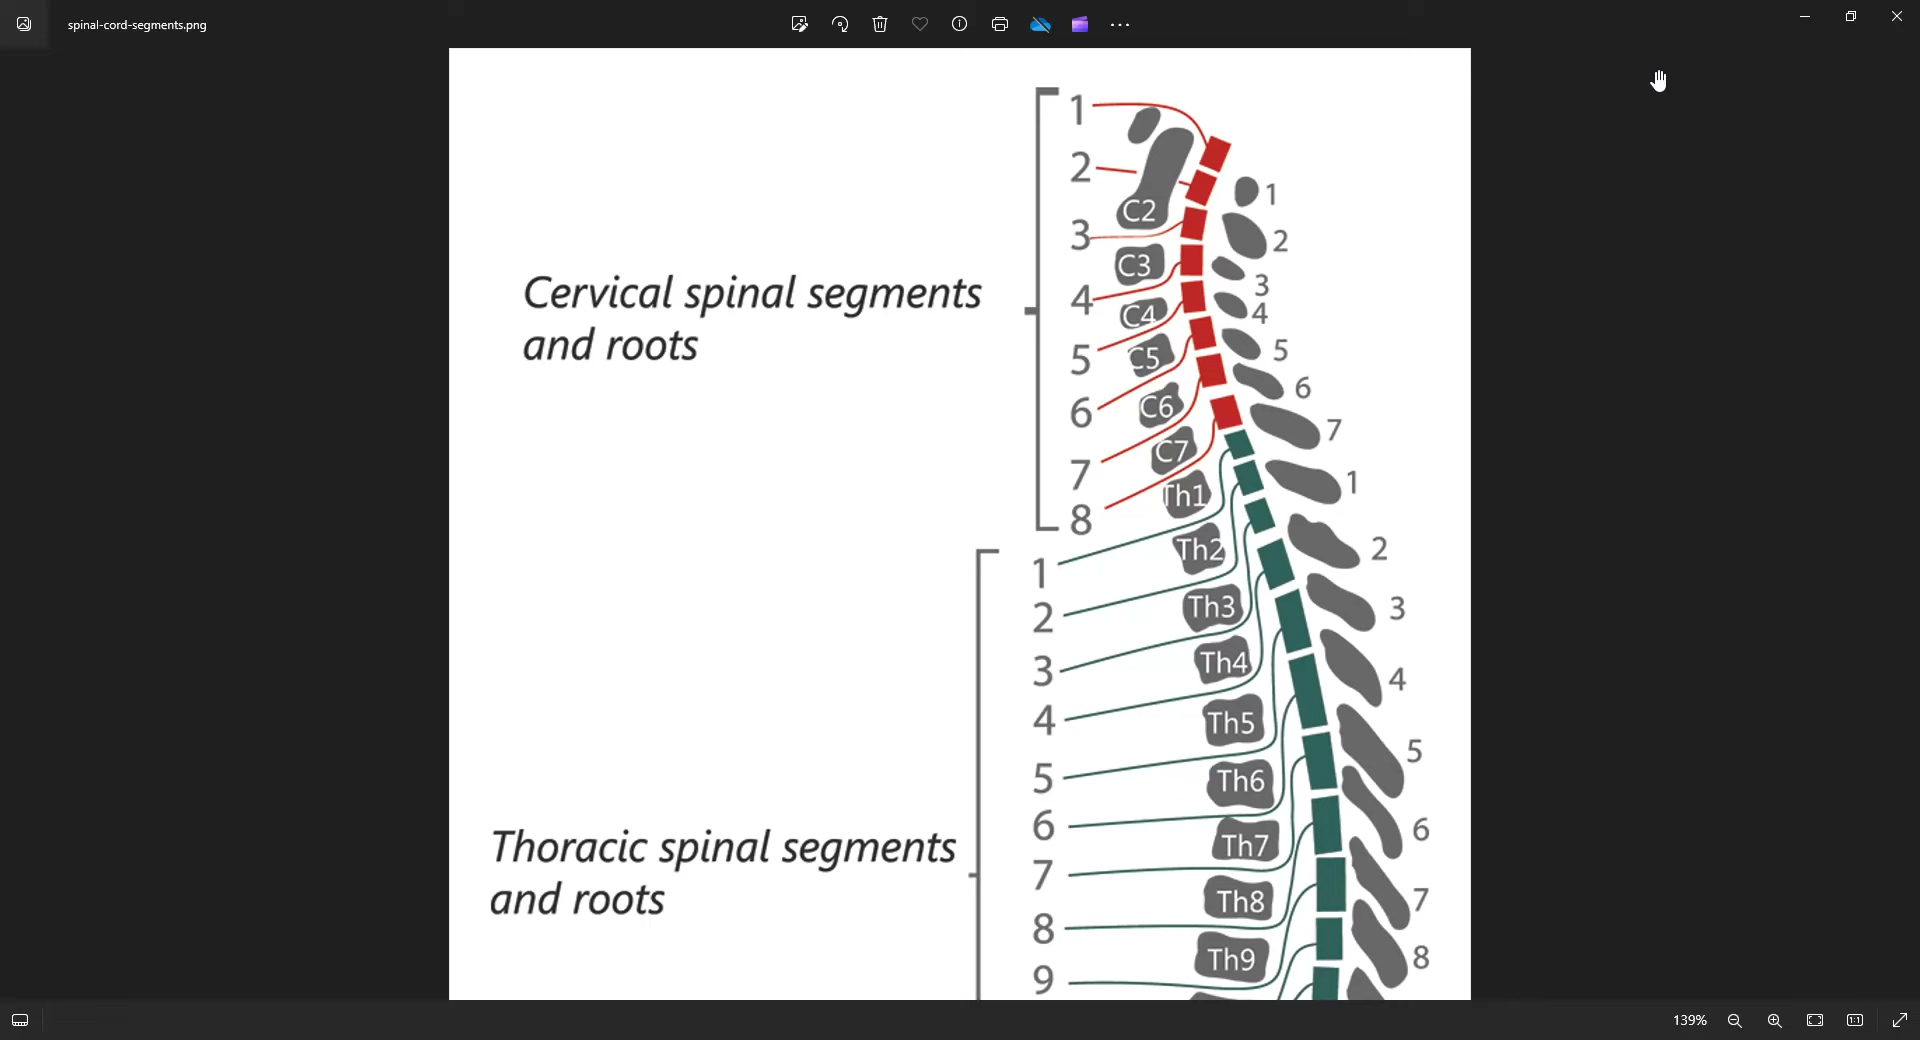 spinal-cord-segments.png
1
2
C2
1
2
3
C3
3
4
C4
4
5
C5
5
6
C6
6
7
C7
7
8
Th1
1
Cervical spinal segments
and roots
1
Th2
2
2
Th3
3
3
Th4
4
4
Th5
5
5
Th6
6
6
Th7
7
7
Th8
8
8
Th9
9
Thoracic spinal segments
and roots
139%
1:1